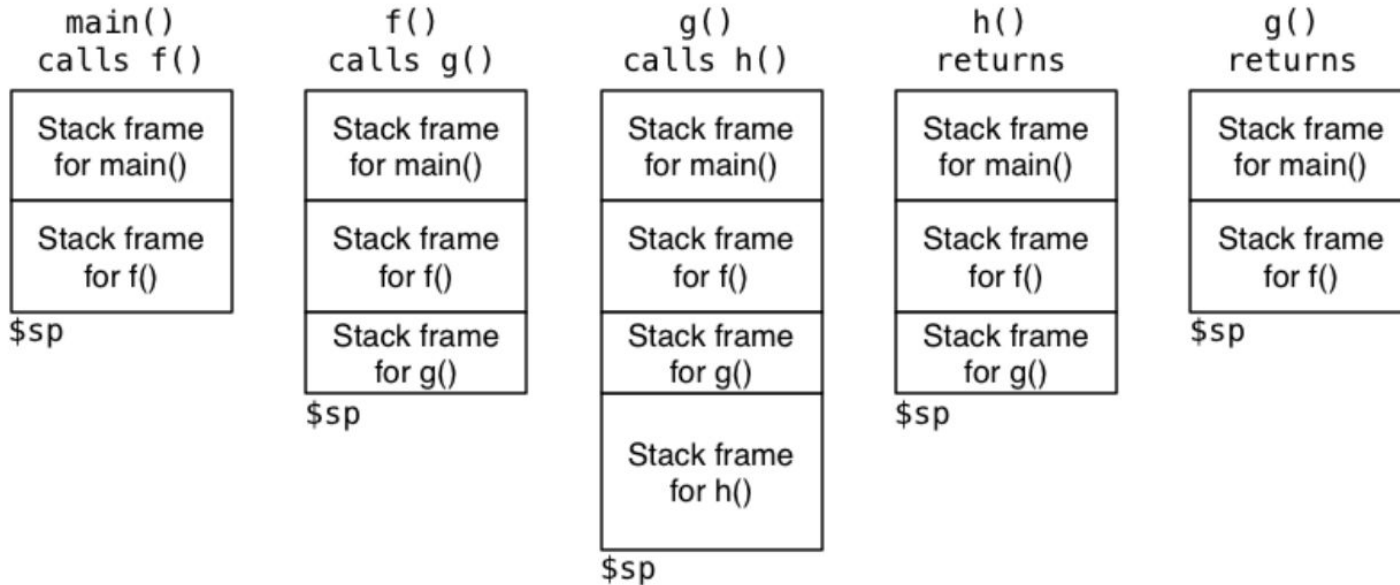 main()
calls f()
Stack frame
for main()
Stack frame
for f()
$sp
f()
calls g()
Stack frame
for main()
Stack frame
for f()
Stack frame
for g()
$sp
g()
calls h()
Stack frame
for main()
Stack frame
for f()
Stack frame
for g()
Stack frame
for h()
$sp
h()
returns
Stack frame
for main()
Stack frame
for f()
Stack frame
for g()
$sp
g()
returns
Stack frame
for main()
Stack frame
for f()
$sp